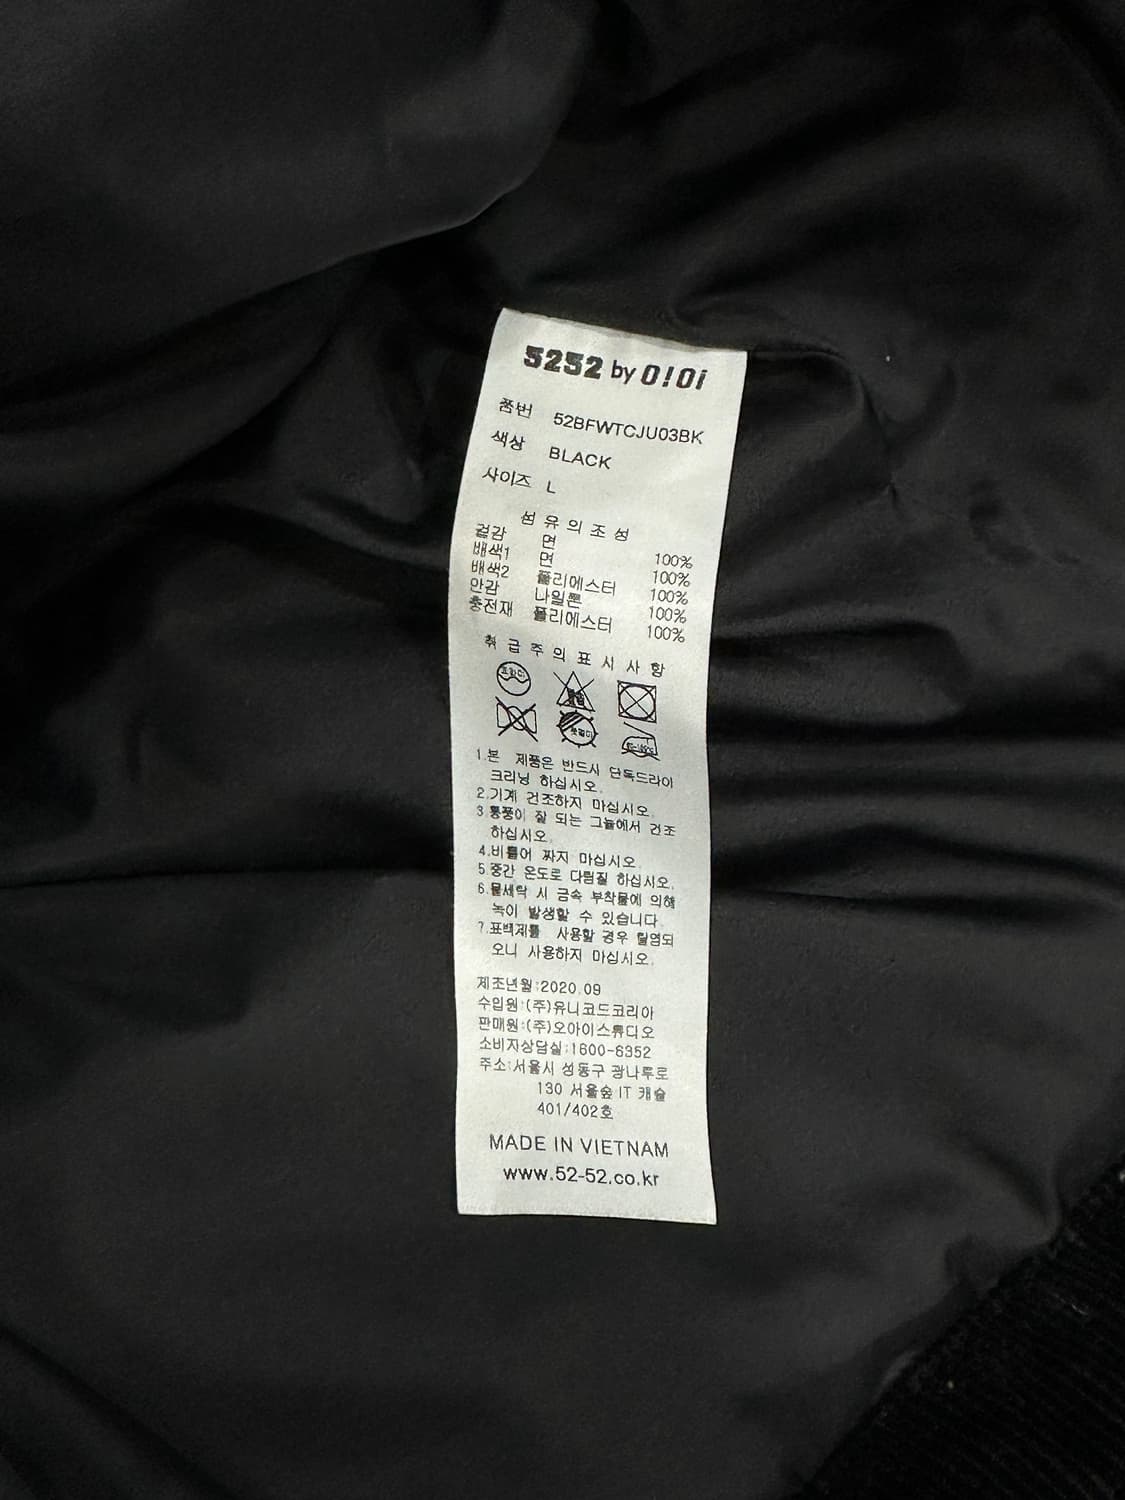 5252 by O!Oi
품번 52BFWTCJU03BK
색상 BLACK
사이즈 L
섬유의조성
겉감 면 100%
배색1 면 100%
배색2 폴리에스터 100%
안감 나일론 100%
충전재 폴리에스터 100%
취급주의표시사항
드라이
1.본 제품은 반드시 단독드라이
크리닝 하십시오.
2.기계 건조하지 마십시오.
3.통풍이 잘 되는 그늘에서 건조
하십시오.
4.비틀어 짜지 마십시오.
5.중간 온도로 다림질 하십시오.
6.물세탁 시 금속 부착물에 의해
녹이 발생할 수 있습니다.
7.표백제를 사용할 경우 탈염되
오니 사용하지 마십시오.
제조년월:2020.09
수입원:(주)유니코드코리아
판매원:(주)오아이스튜디오
소비자상담실:1600-6352
주소:서울시 성동구 광나루로
130 서울숲 IT 캐슬
401/402호
MADE IN VIETNAM
www.52-52.co.kr